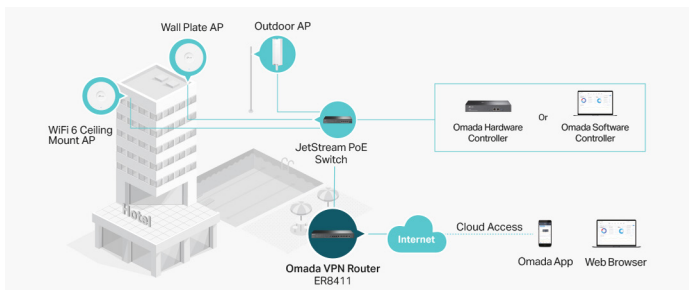 Wall Plate AP
Outdoor AP
WiFi 6 Ceiling
Mount AP
JetStream PoE
Switch
Omada Hardware
Controller
Or
Omada Software
Controller
Hotel
Omada VPN Router
ER8411
Internet
Cloud Access
Omada App
Web Browser